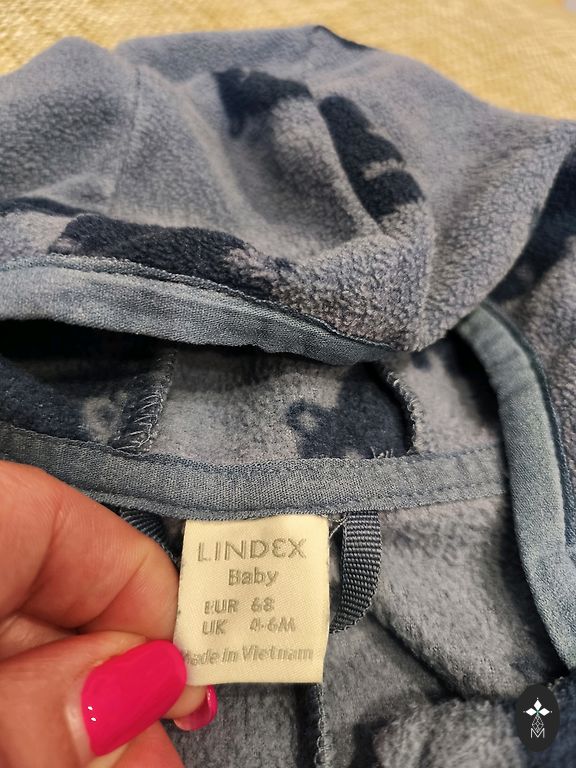 LINDEX
Baby
EUR 68
UK 4-6M
Made in Vietnam